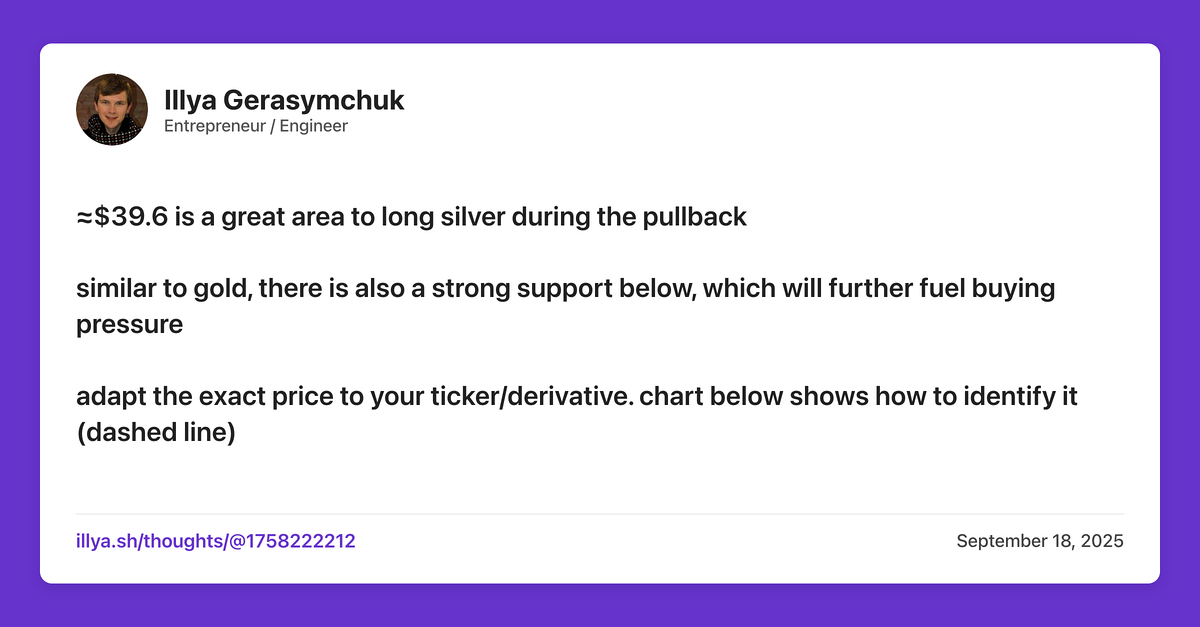 Illya Gerasymchuk
Entrepreneur / Engineer
≈$39.6 is a great area to long silver during the pullback
similar to gold, there is also a strong support below, which will further fuel buying
pressure
adapt the exact price to your ticker/derivative. chart below shows how to identify it
(dashed line)
illya.sh/thoughts/@1758222212
September 18, 2025